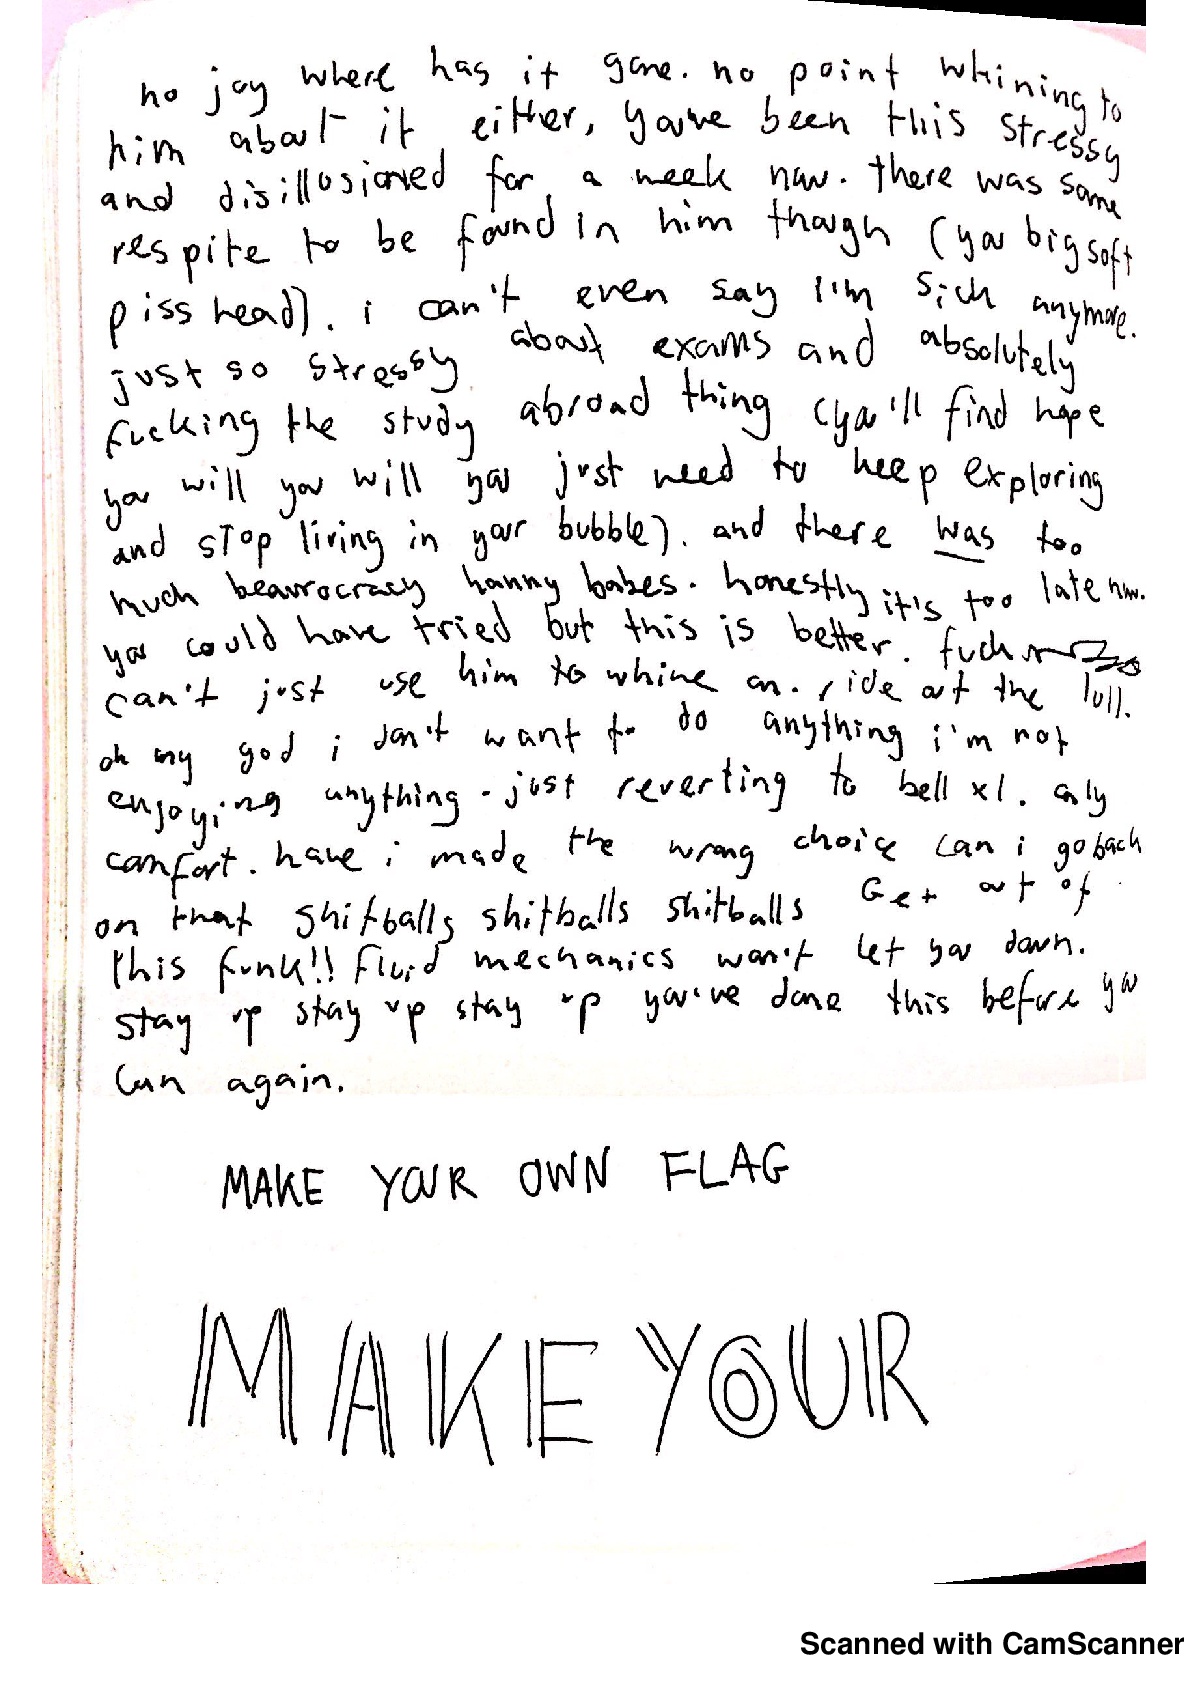 no joy where has it gone. no point whining to
him about it either, you've been this stressy
and disillusioned for a week now. there was some
respite to be found in him though (you big soft
pisshead). i can't even say i'm sick anymore.
just so stressy about exams and absolutely
fucking the study abroad thing (you'll find hope
you will you will you just need to keep exploring
and stop living in your bubble). and there was too
much beaurocracy hanny babes. honestly it's too late now.
you could have tried but this is better. fuck
can't just use him to whine on. ride out the lull.
oh my god i don't want to do anything i'm not
enjoying anything. just reverting to bell x1. only
comfort. have i made the wrong choice can i go back
on that shitballs shitballs shitballs Get out of
this funk!! fluid mechanics won't let you down.
stay up stay up stay up you've done this before you
can again.
MAKE YOUR OWN FLAG
MAKE YOUR
Scanned with CamScanner